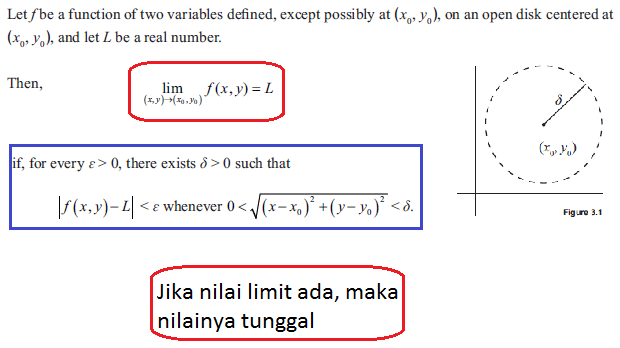 Let f be a function of two variables defined, except possibly at (x₀, y₀), on an open disk centered at
(x₀, y₀), and let L be a real number.
Then,
lim f(x, y) = L
(x,y)→(x₀,y₀)
if, for every ε > 0, there exists δ > 0 such that
|f(x, y) − L| < ε whenever 0 < √((x − x₀)² + (y − y₀)²) < δ.
δ
(x₀, y₀)
Figure 3.1
Jika nilai limit ada, maka
nilainya tunggal